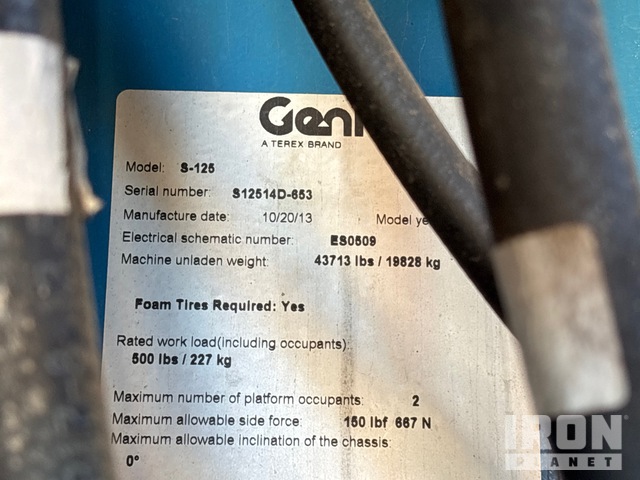 A TEREX BRAND
Model: S-125
Serial number: S12514D-653
Manufacture date: 10/20/13 Model
Electrical schematic number: ES0509
Machine unladen weight: 43713 lbs / 19828 kg
Foam Tires Required: Yes
Rated work load(including occupants):
500 lbs / 227 kg
Maximum number of platform occupants: 2
Maximum allowable side force: 150 lbf 667 N
Maximum allowable inclination of the chassis:
0°
IRON
PLANET